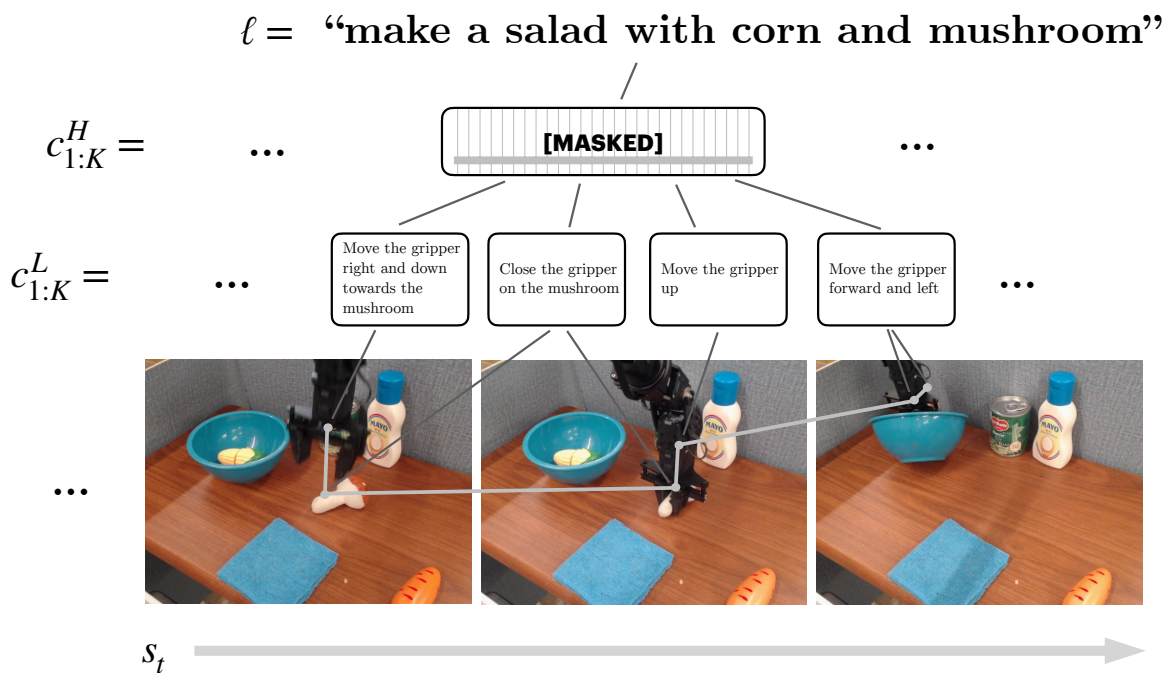 ℓ = “make a salad with corn and mushroom”
c^H_{1:K} = ... [MASKED] ...
c^L_{1:K} = ...
Move the gripper
right and down
towards the
mushroom
Close the gripper
on the mushroom
Move the gripper
up
Move the gripper
forward and left
...
...
MAYO
MAYO
s_t